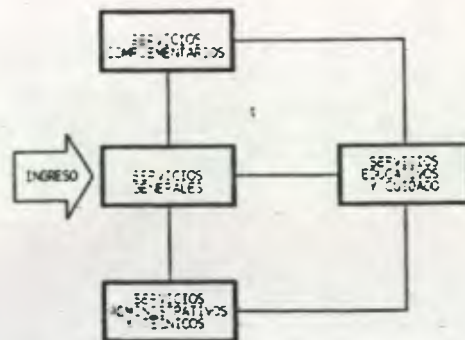 SERVICIOS
COMPLEMENTARIOS
INGRESO
SERVICIOS
GENERALES
SERVICIOS
EDUCATIVOS
Y CUIDADO
SERVICIOS
ADMINISTRATIVOS
Y TECNICOS